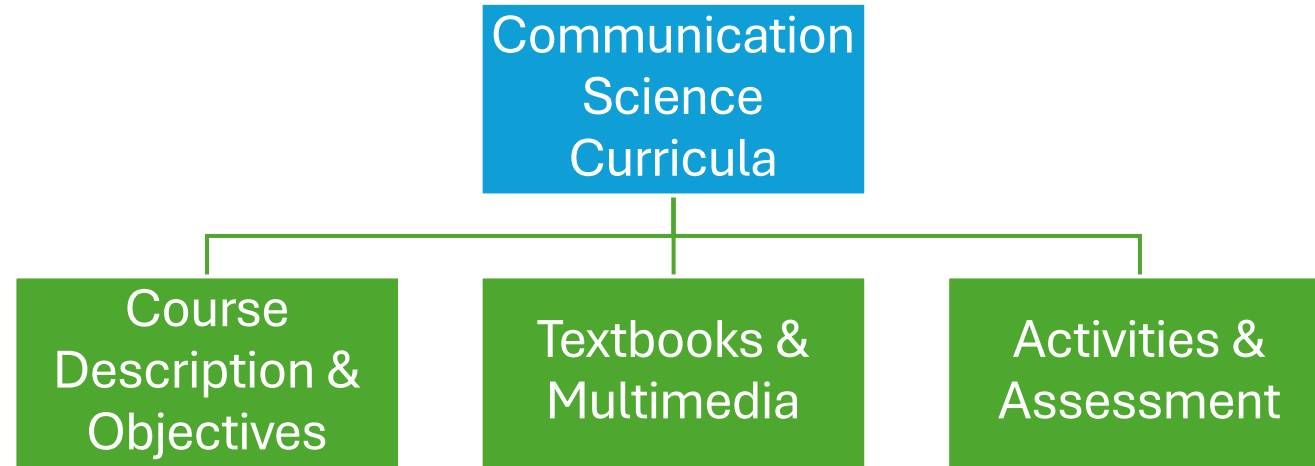 Communication
Science
Curricula
Course
Description &
Objectives
Textbooks &
Multimedia
Activities &
Assessment